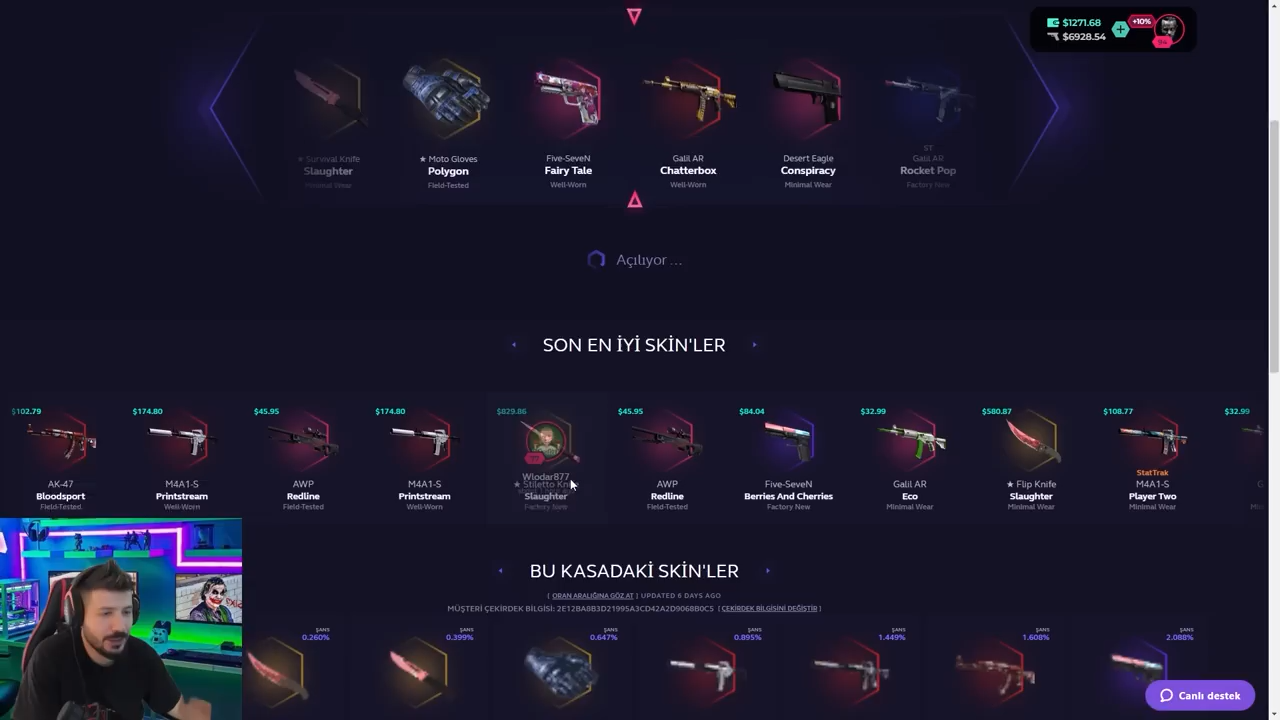 $1271.68
+10%
$6928.54
★ Survival Knife
Slaughter
Minimal Wear
★ Moto Gloves
Polygon
Field-Tested
Five-SeveN
Fairy Tale
Well-Worn
Galil AR
Chatterbox
Well-Worn
Desert Eagle
Conspiracy
Minimal Wear
ST
Galil AR
Rocket Pop
Factory New
Açılıyor ...
SON EN İYİ SKİN'LER
$102.79
AK-47
Bloodsport
Field-Tested
$174.80
M4A1-S
Printstream
Well-Worn
$45.95
AWP
Redline
Field-Tested
$174.80
M4A1-S
Printstream
Well-Worn
$829.86
Wlodar877
★ Stiletto Knife
Slaughter
Factory New
$45.95
AWP
Redline
Field-Tested
$84.04
Five-SeveN
Berries And Cherries
Factory New
$32.99
Galil AR
Eco
Minimal Wear
$580.87
★ Flip Knife
Slaughter
Minimal Wear
$108.77
StatTrak
M4A1-S
Player Two
Minimal Wear
$32.99
BU KASADAKİ SKİN'LER
[ ORAN ARALIĞINA GÖZ AT ] UPDATED 6 DAYS AGO
MÜŞTERİ ÇEKİRDEK BİLGİSİ: 2E12BA8B3D21995A3CD42A2D9068B0C5 [ ÇEKİRDEK BİLGİSİNİ DEĞİŞTİR ]
ŞANS
0.260%
ŞANS
0.399%
ŞANS
0.647%
ŞANS
0.895%
ŞANS
1.449%
ŞANS
1.608%
ŞANS
2.088%
Canlı destek